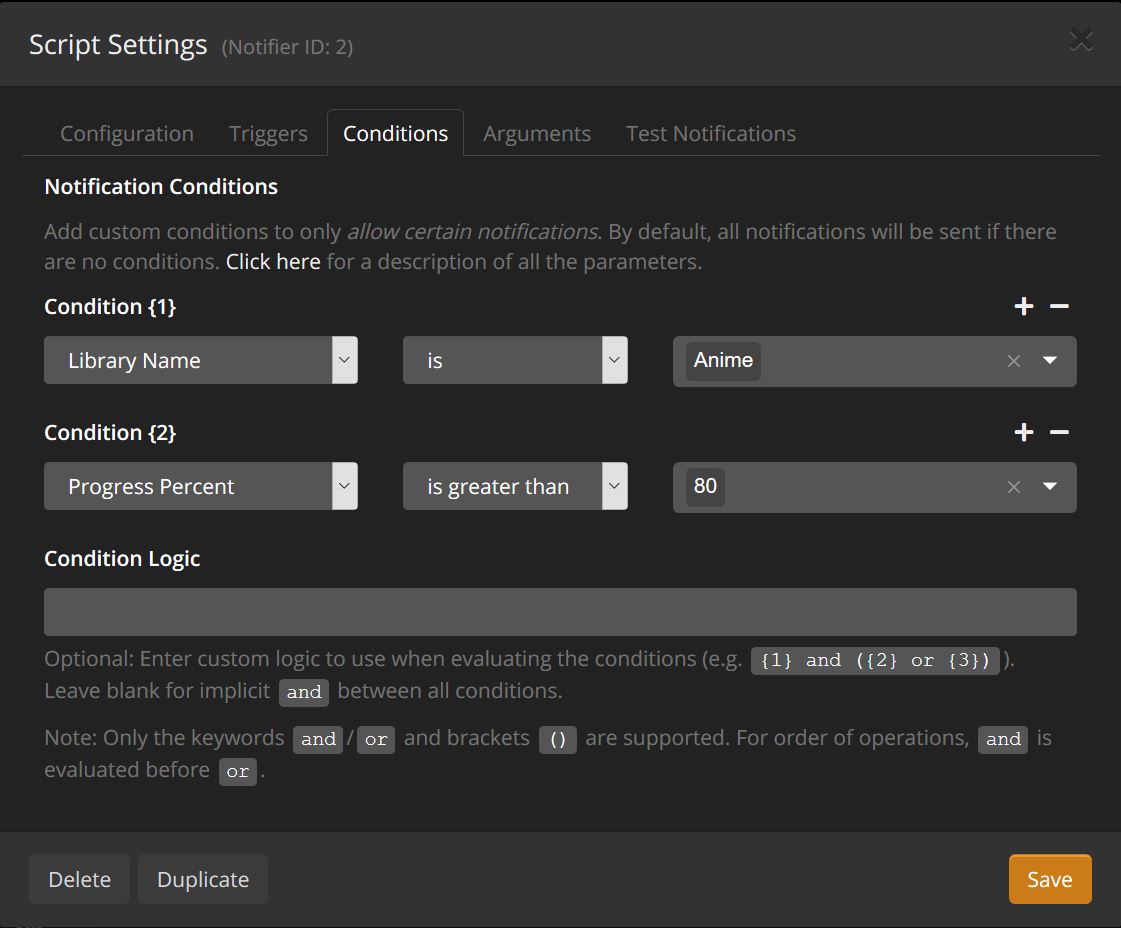 Script Settings (Notifier ID: 2)
Configuration Triggers Conditions Arguments Test Notifications
Notification Conditions
Add custom conditions to only allow certain notifications. By default, all notifications will be sent if there
are no conditions. Click here for a description of all the parameters.
Condition {1}
Library Name is Anime
Condition {2}
Progress Percent is greater than 80
Condition Logic
Optional: Enter custom logic to use when evaluating the conditions (e.g. {1} and ({2} or {3}) ).
Leave blank for implicit and between all conditions.
Note: Only the keywords and / or and brackets () are supported. For order of operations, and is
evaluated before or .
Delete Duplicate Save